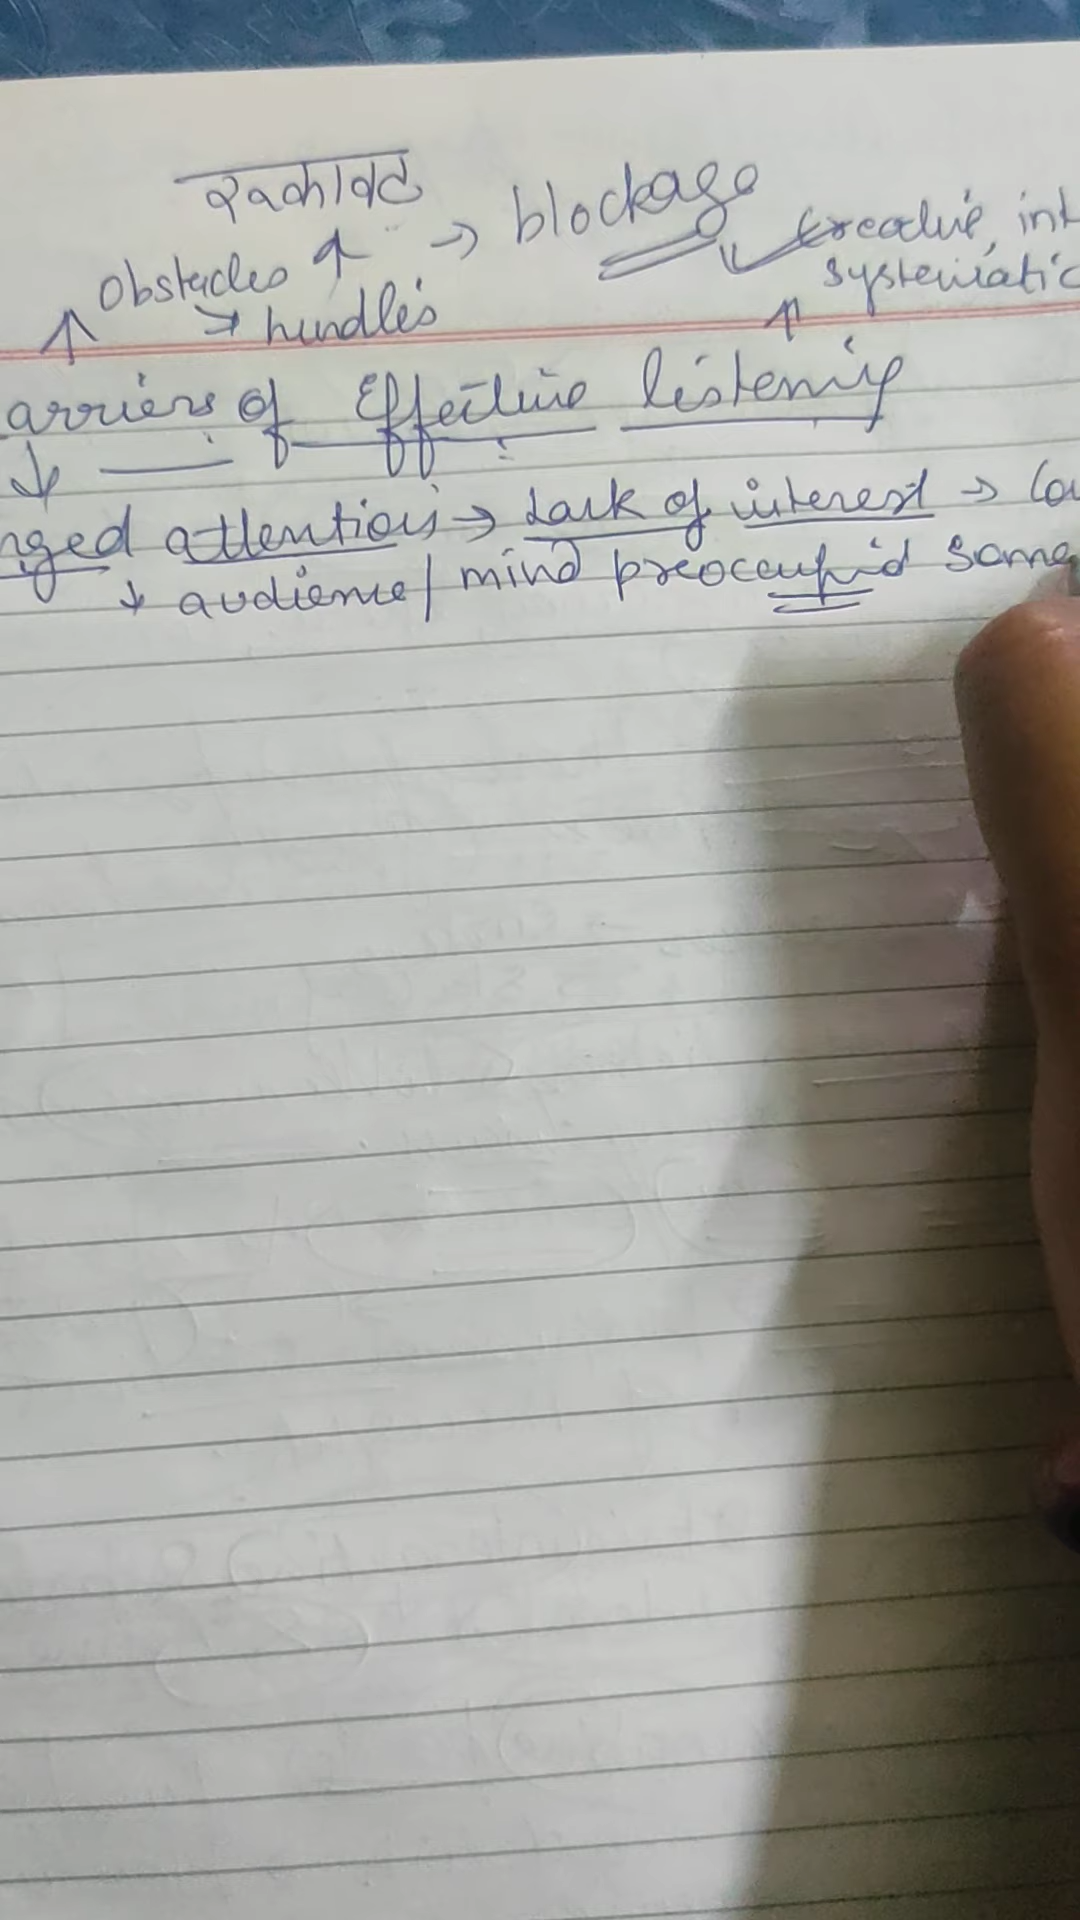 रुकावट
Obstacles → blockage creative, int
→ hurdles systematic
arriers of Effective listening
nged attention → Lack of interest →
audience / mind preoccupid some